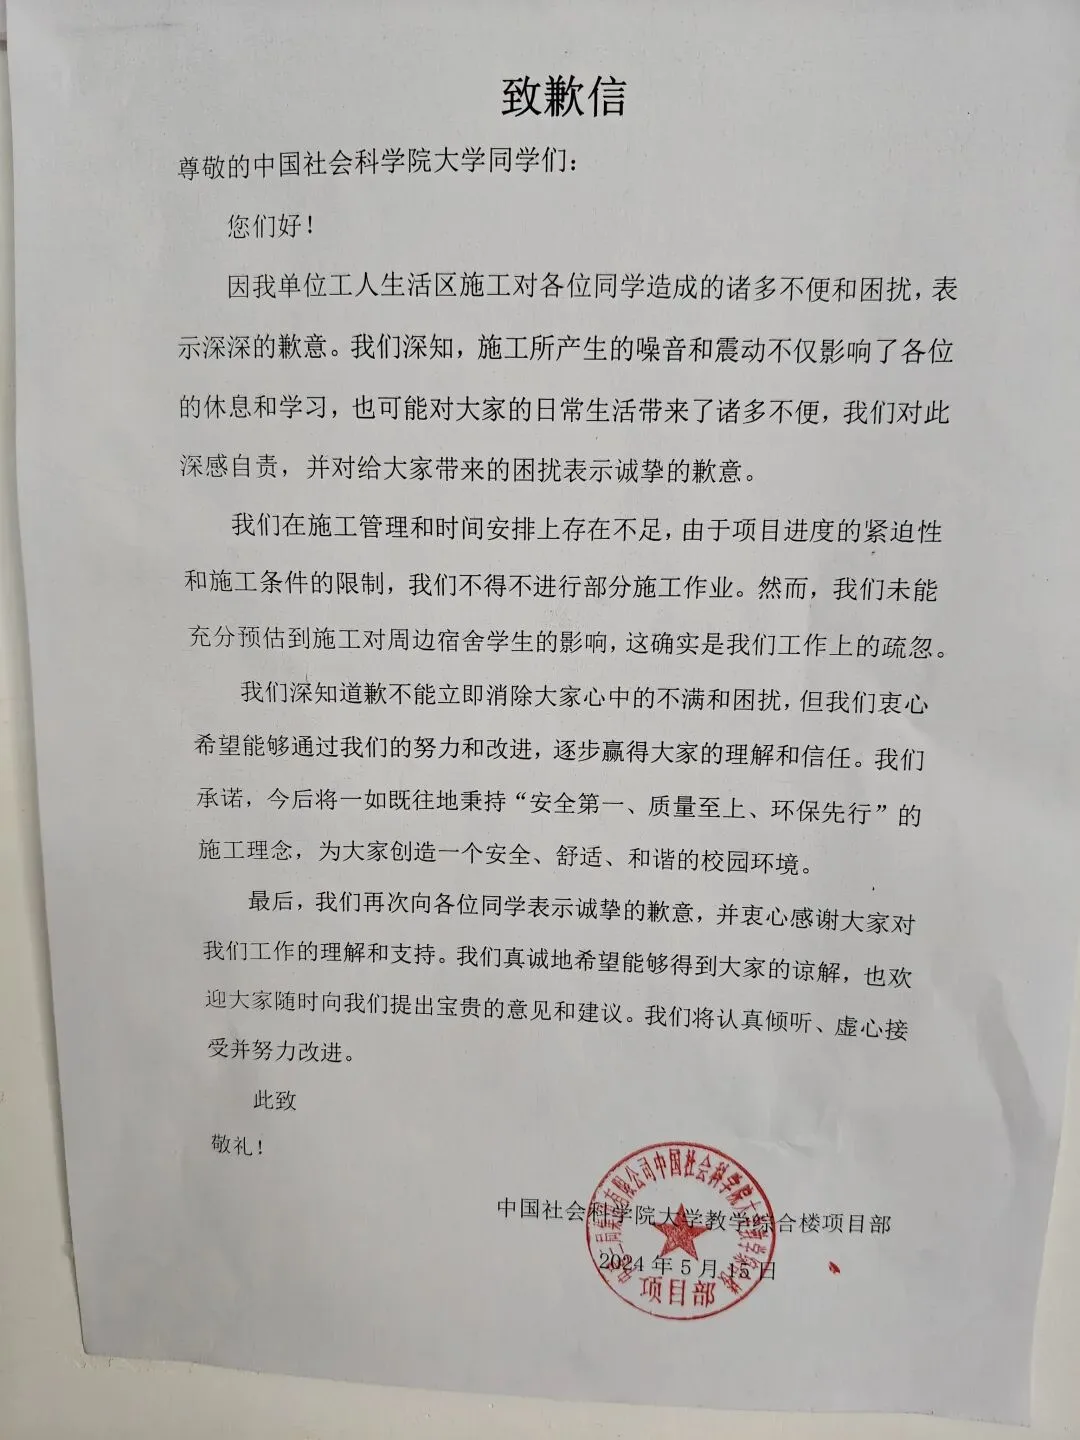 致歉信
尊敬的中国社会科学院大学同学们：
您们好！
因我单位工人生活区施工对各位同学造成的诸多不便和困扰，表
示深深的歉意。我们深知，施工所产生的噪音和震动不仅影响了各位
的休息和学习，也可能对大家的日常生活带来了诸多不便，我们对此
深感自责，并对给大家带来的困扰表示诚挚的歉意。
我们在施工管理和时间安排上存在不足，由于项目进度的紧迫性
和施工条件的限制，我们不得不进行部分施工作业。然而，我们未能
充分预估到施工对周边宿舍学生的影响，这确实是我们工作上的疏忽。
我们深知道歉不能立即消除大家心中的不满和困扰，但我们衷心
希望能够通过我们的努力和改进，逐步赢得大家的理解和信任。我们
承诺，今后将一如既往地秉持“安全第一、质量至上、环保先行”的
施工理念，为大家创造一个安全、舒适、和谐的校园环境。
最后，我们再次向各位同学表示诚挚的歉意，并衷心感谢大家对
我们工作的理解和支持。我们真诚地希望能够得到大家的谅解，也欢
迎大家随时向我们提出宝贵的意见和建议。我们将认真倾听、虚心接
受并努力改进。
此致
敬礼！
中国社会科学院大学教学综合楼项目部
2024年5月15日
有限公司中国社会科学院大
项目部